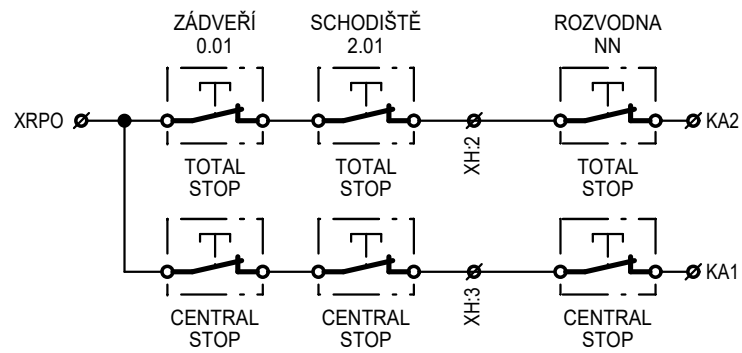 ZÁDVEŘÍ
0.01
SCHODIŠTĚ
2.01
ROZVODNA
NN
XRPO
XH:2
KA2
TOTAL
STOP
TOTAL
STOP
TOTAL
STOP
XH:3
KA1
CENTRAL
STOP
CENTRAL
STOP
CENTRAL
STOP